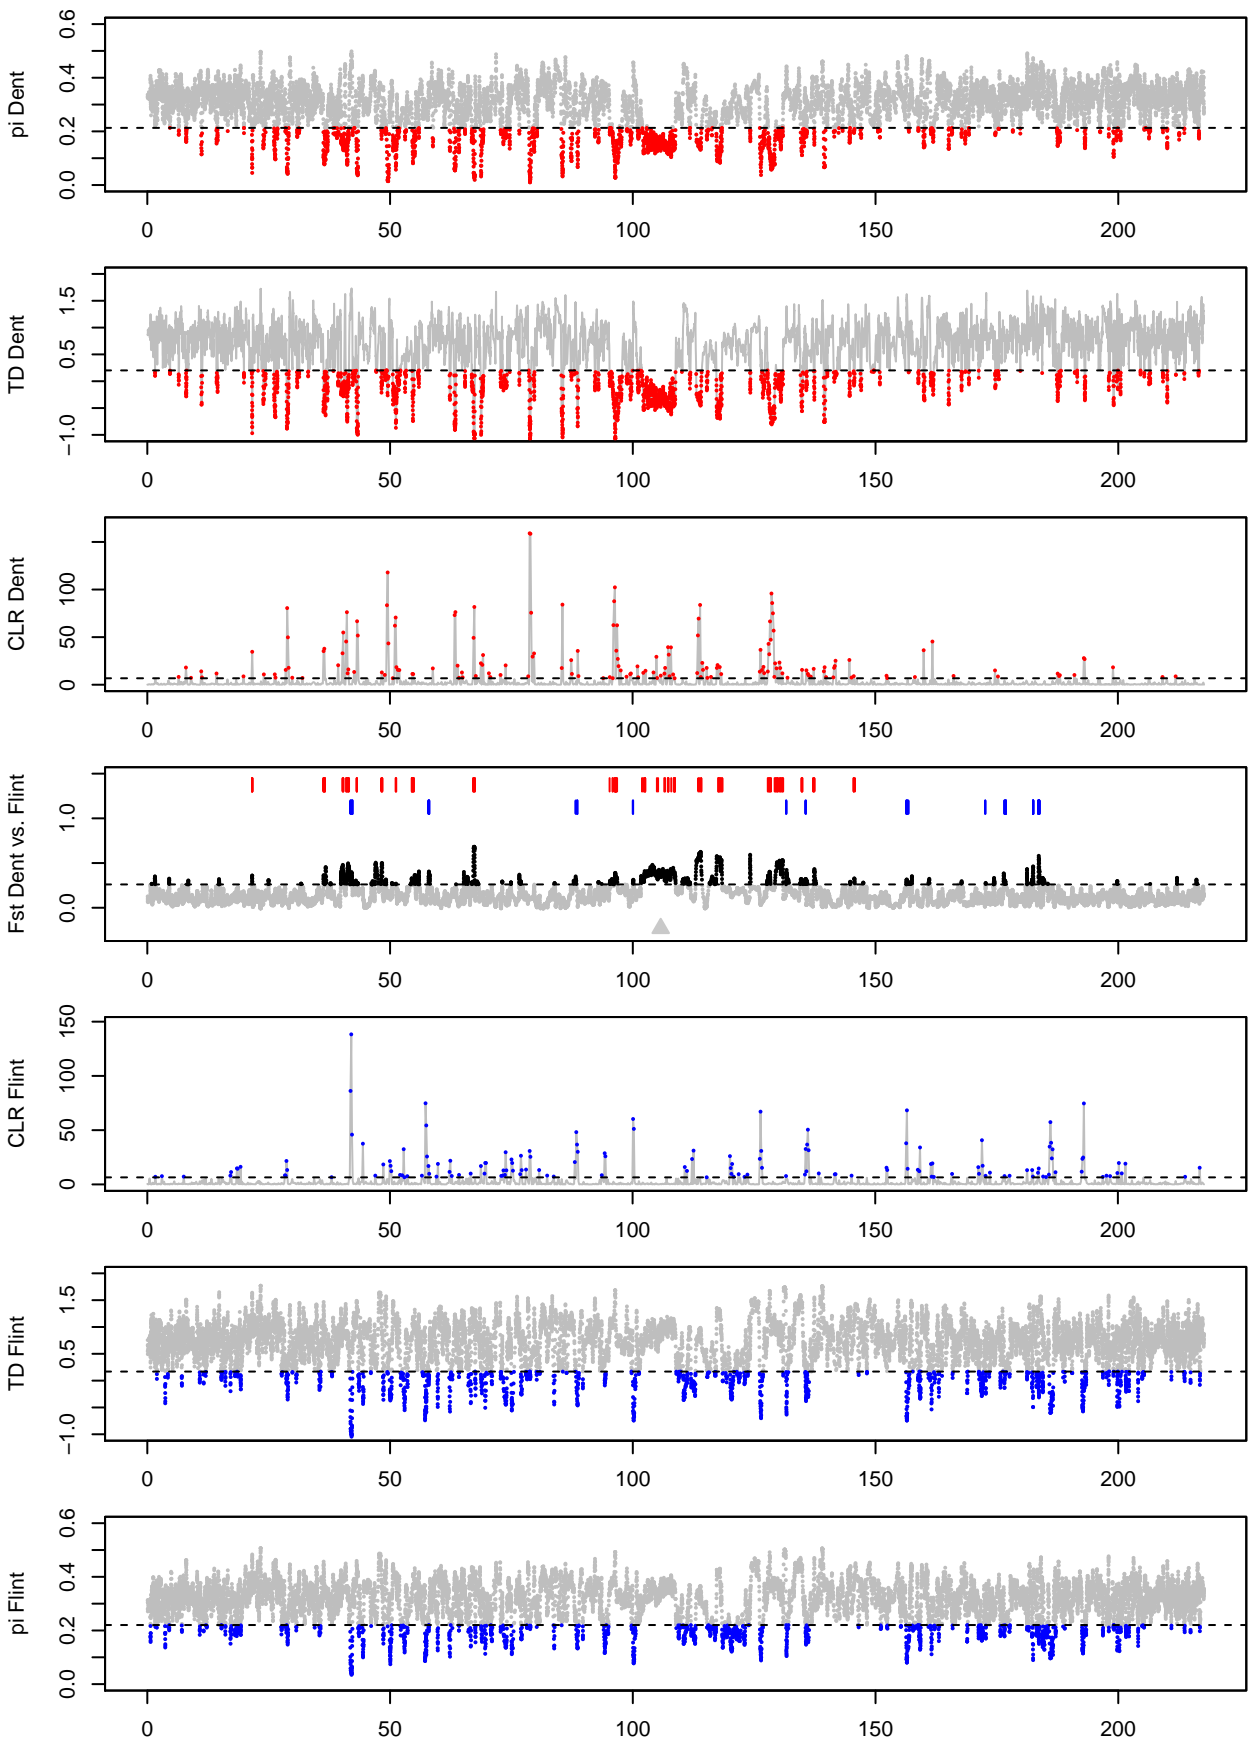 pi Dent
0.0 0.2 0.4 0.6
0 50 100 150 200
TD Dent
−1.0 0.5 1.5
0 50 100 150 200
CLR Dent
0 50 100
0 50 100 150 200
Fst Dent vs. Flint
0.0 1.0
0 50 100 150 200
CLR Flint
0 50 100 150
0 50 100 150 200
TD Flint
−1.0 0.5 1.5
0 50 100 150 200
pi Flint
0.0 0.2 0.4 0.6
0 50 100 150 200